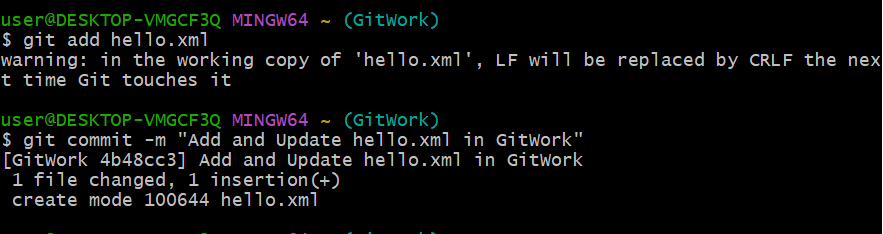 user@DESKTOP-VMGCF3Q MINGW64 ~ (GitWork)
$ git add hello.xml
warning: in the working copy of 'hello.xml', LF will be replaced by CRLF the nex
t time Git touches it
user@DESKTOP-VMGCF3Q MINGW64 ~ (GitWork)
$ git commit -m "Add and Update hello.xml in GitWork"
[GitWork 4b48cc3] Add and Update hello.xml in GitWork
1 file changed, 1 insertion(+)
create mode 100644 hello.xml